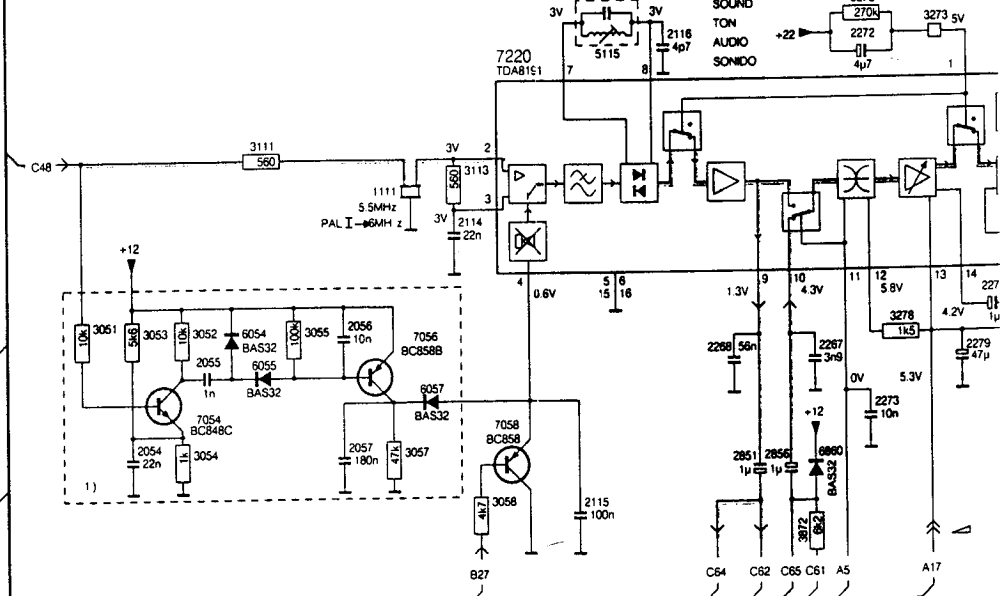 SOUND
TON
AUDIO
SONIDO
3V
3V
5115
2116
4p7
+22
270k
2272
4µ7
3273
5V
7220
TDA8191
7
8
1
C48
3111
560
3V
2
3113
560
1111
5.5MHz
PAL I → 6MHz
3
3V
2114
22n
+12
4
0.6V
5
6
15
16
9
10
11
12
13
14
1.3V
4.3V
5.8V
3278
1k5
4.2V
227
1µ
2279
47µ
3051
10k
3053
5k6
3052
10k
6054
BAS32
3055
100k
2056
10n
7056
BC858B
2055
1n
6055
BAS32
6057
BAS32
7054
BC848C
2054
22n
3054
1k
2057
180n
3057
47k
1)
7058
BC858
3058
4k7
2115
100n
B27
2268
56n
2267
3n9
0V
5.3V
2273
10n
+12
2851
1µ
2856
1µ
6860
BAS32
3872
6k2
C64
C62
C65
C61
A5
A17